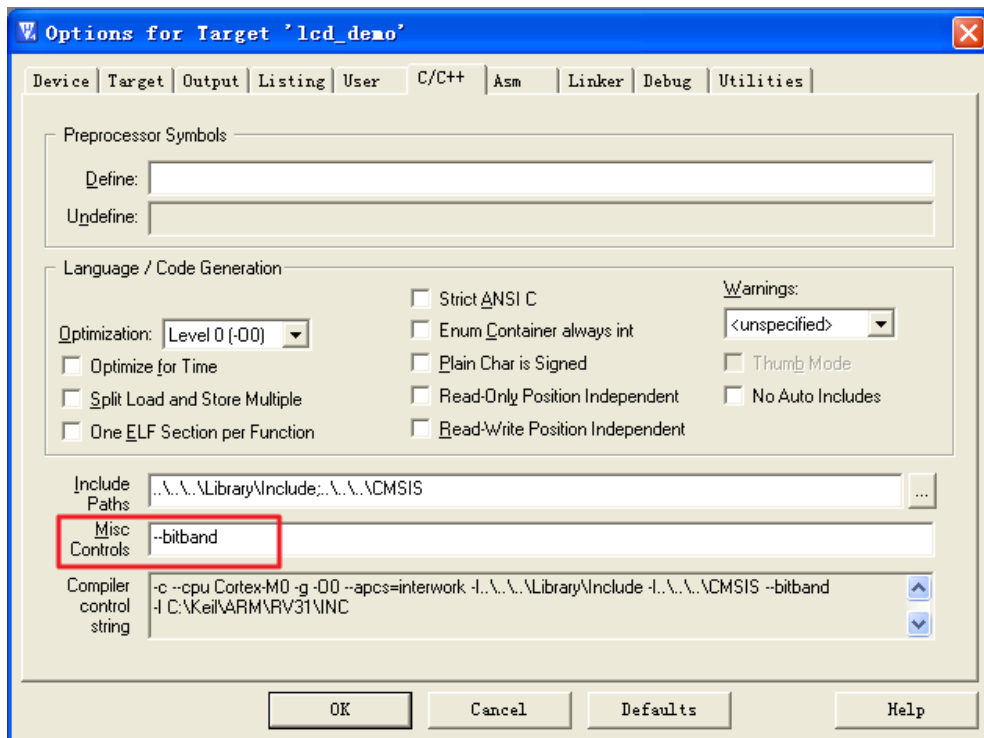 Options for Target 'lcd_demo'
Device Target Output Listing User C/C++ Asm Linker Debug Utilities
Preprocessor Symbols
Define:
Undefine:
Language / Code Generation
Optimization: Level 0 (-O0)
Optimize for Time
Split Load and Store Multiple
One ELF Section per Function
Strict ANSI C
Enum Container always int
Plain Char is Signed
Read-Only Position Independent
Read-Write Position Independent
Warnings:
<unspecified>
Thumb Mode
No Auto Includes
Include Paths
..\..\..\Library\Include;..\..\..\CMSIS
...
Misc Controls
--bitband
Compiler control string
-c --cpu Cortex-M0 -g -O0 --apcs=interwork -I..\..\..\Library\Include -I..\..\..\CMSIS --bitband
-I C:\Keil\ARM\RV31\INC
OK Cancel Defaults Help